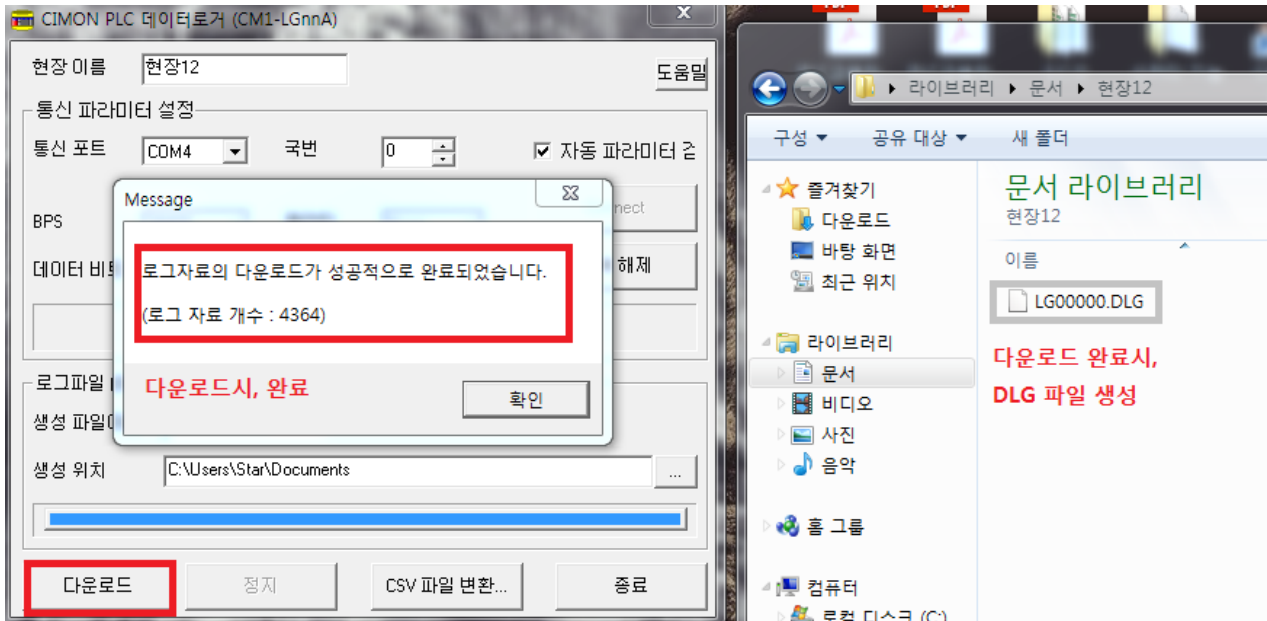 CIMON PLC 데이터로거 (CM1-LGnnA)
현장 이름
현장12
도움말
통신 파라미터 설정
통신 포트
COM4
국번
0
자동 파라미터
BPS
nect
데이터 비트
해제
Message
로그자료의 다운로드가 성공적으로 완료되었습니다.
(로그 자료 개수 : 4364)
다운로드시, 완료
확인
로그파일
생성 파일
생성 위치
C:\Users\Star\Documents
...
다운로드
정지
CSV 파일 변환...
종료
라이브러리 ▸ 문서 ▸ 현장12
구성 ▼ 공유 대상 ▼ 새 폴더
즐겨찾기
다운로드
바탕 화면
최근 위치
라이브러리
문서
비디오
사진
음악
홈 그룹
컴퓨터
로컬 디스크 (C:)
문서 라이브러리
현장12
이름
LG00000.DLG
다운로드 완료시,
DLG 파일 생성